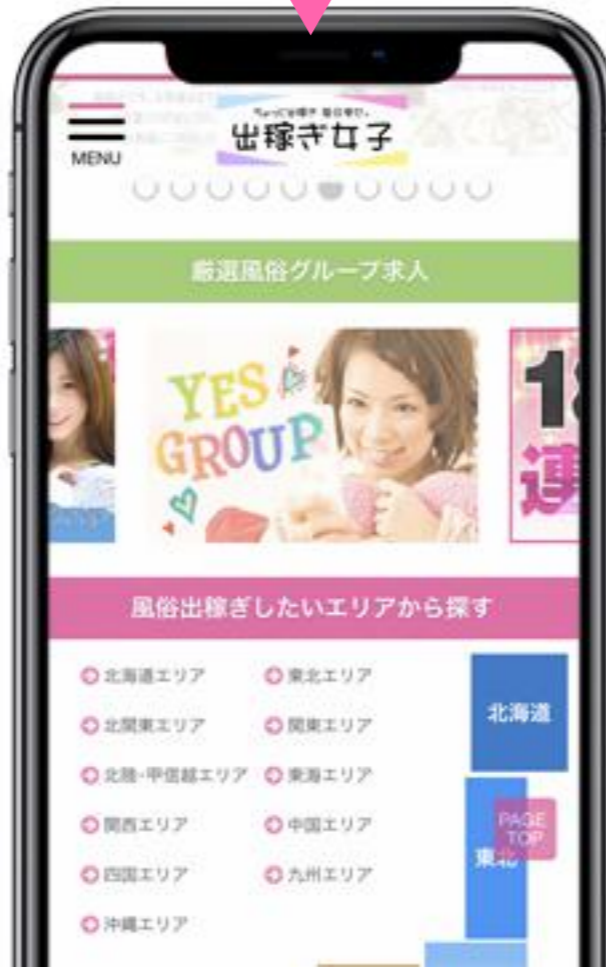 MENU
出稼ぎ女子
厳選風俗グループ求人
YES
GROUP
18
連
風俗出稼ぎしたいエリアから探す
北海道エリア
東北エリア
北関東エリア
関東エリア
北陸・甲信越エリア
東海エリア
関西エリア
中国エリア
四国エリア
九州エリア
沖縄エリア
北海道
東北
PAGE
TOP